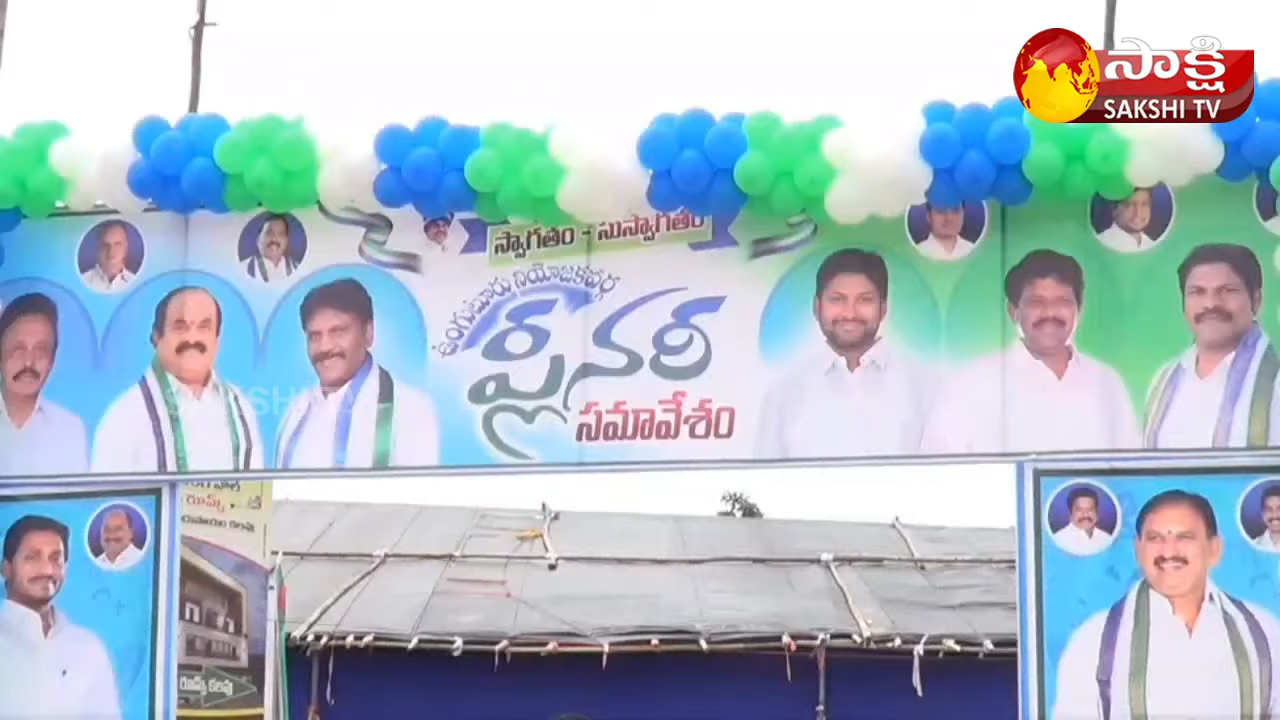 సాక్షి
SAKSHI TV
స్వాగతం - సుస్వాగతం
ఉంగుటూరు నియోజకవర్గ
ప్లీనరీ
సమావేశం
రూమ్స్